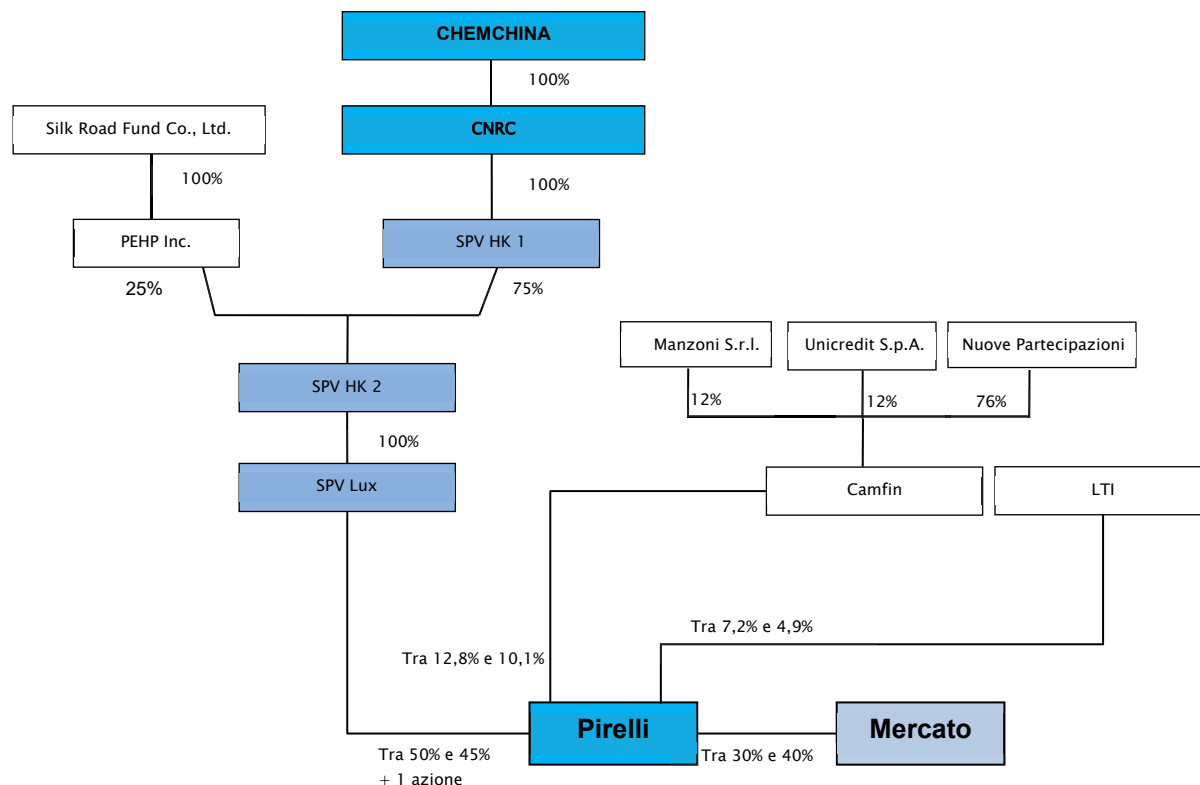 CHEMCHINA
100%
Silk Road Fund Co., Ltd.
CNRC
100%
100%
PEHP Inc.
SPV HK 1
25%
75%
Manzoni S.r.l.
Unicredit S.p.A.
Nuove Partecipazioni
SPV HK 2
12%
12%
76%
100%
SPV Lux
Camfin
LTI
Tra 7,2% e 4,9%
Tra 12,8% e 10,1%
Pirelli
Mercato
Tra 50% e 45%
+ 1 azione
Tra 30% e 40%